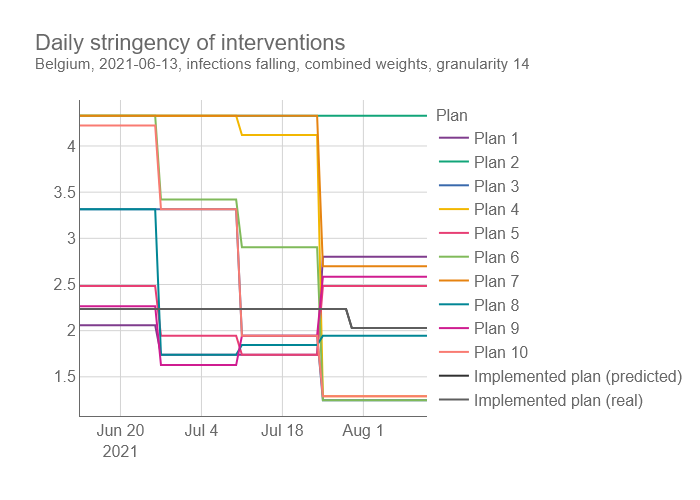 Daily stringency of interventions
Belgium, 2021-06-13, infections falling, combined weights, granularity 14
Plan
4
3.5
3
2.5
2
1.5
Jun 20
2021
Jul 4
Jul 18
Aug 1
Plan 1
Plan 2
Plan 3
Plan 4
Plan 5
Plan 6
Plan 7
Plan 8
Plan 9
Plan 10
Implemented plan (predicted)
Implemented plan (real)